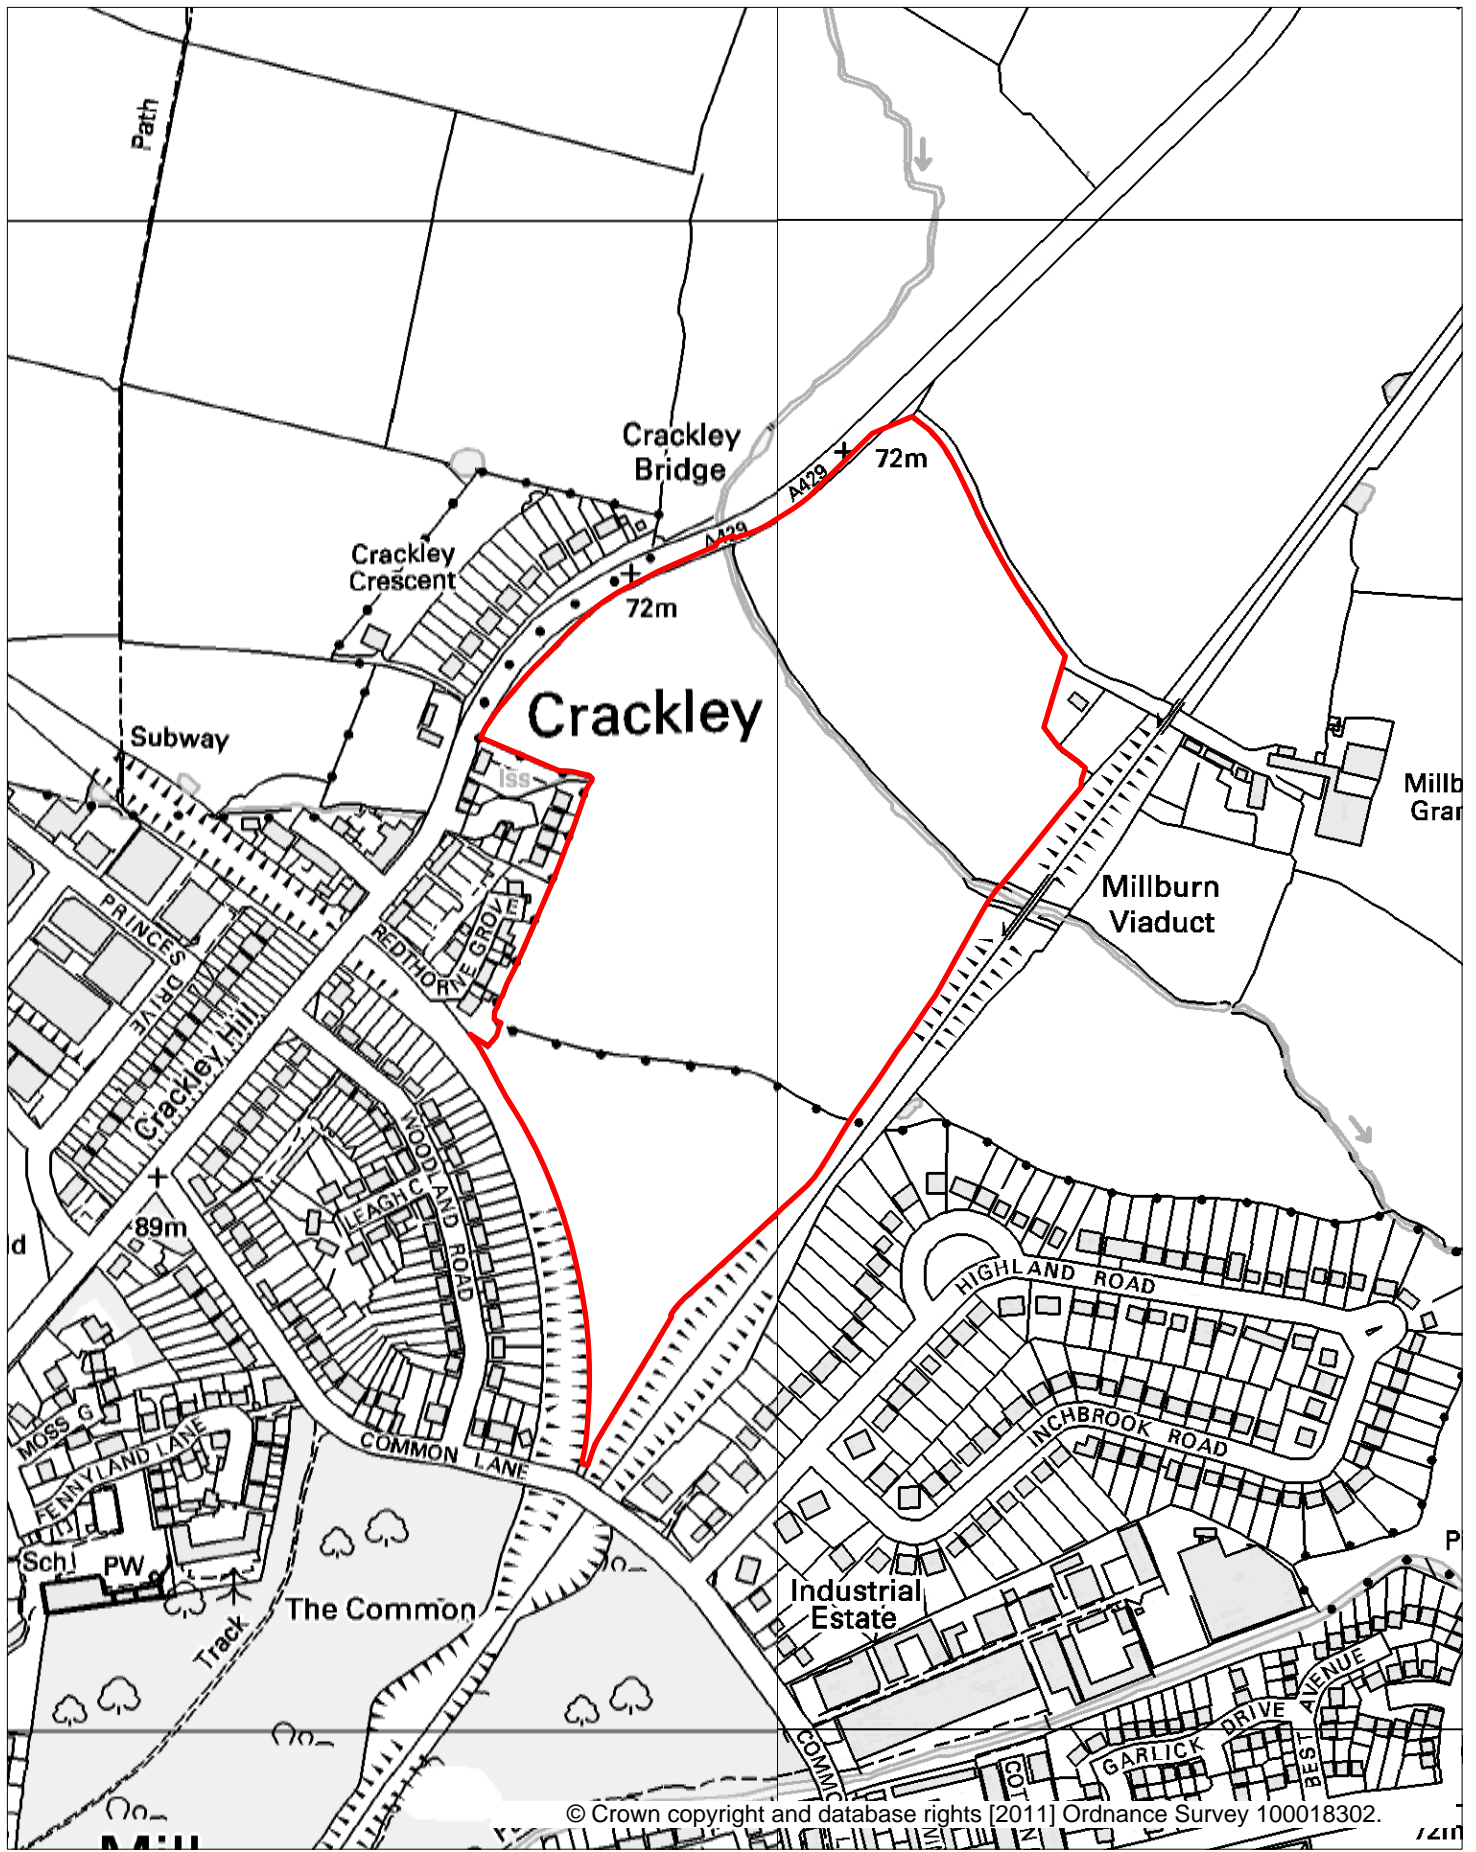 Path
Crackley
Bridge
A429
72m
A429
Crackley
Crescent
72m
Crackley
Subway
Iss
Millburn
Viaduct
PRINCES DRIVE
REDTHORNE GROVE
Crackley Hill
WOODLAND ROAD
LEAGH C
89m
HIGHLAND ROAD
MOSS G
FENNYLAND LANE
COMMON LANE
INCHBROOK ROAD
Schl
PW
The Common
Track
Industrial
Estate
GARLICK DRIVE
BEST AVENUE
© Crown copyright and database rights [2011] Ordnance Survey 100018302.
72m